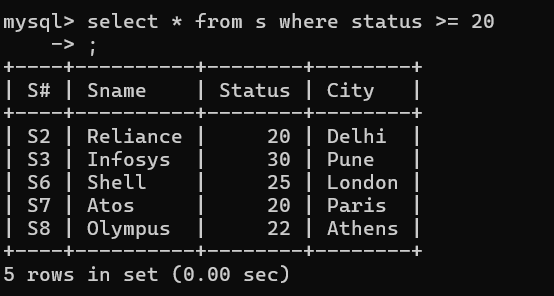 mysql> select * from s where status >= 20
    -> ;
+----+----------+--------+--------+
| S# | Sname    | Status | City   |
+----+----------+--------+--------+
| S2 | Reliance |     20 | Delhi  |
| S3 | Infosys  |     30 | Pune   |
| S6 | Shell    |     25 | London |
| S7 | Atos     |     20 | Paris  |
| S8 | Olympus  |     22 | Athens |
+----+----------+--------+--------+
5 rows in set (0.00 sec)